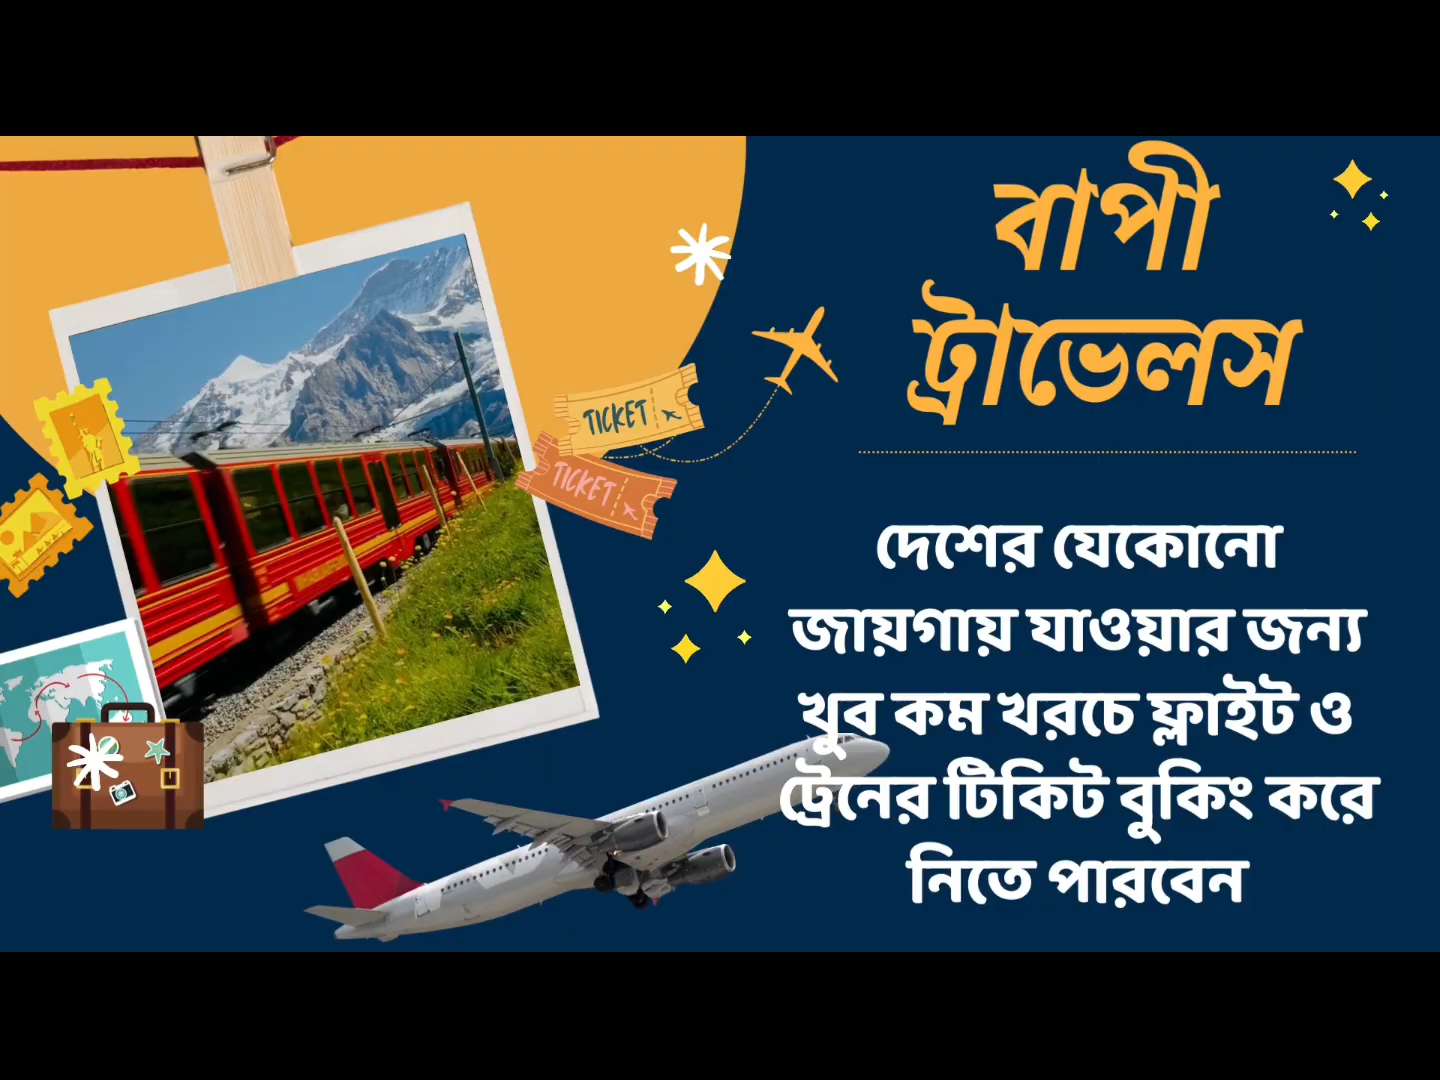 বাপী
ট্রাভেলস
TICKET
TICKET
দেশের যেকোনো
জায়গায় যাওয়ার জন্য
খুব কম খরচে ফ্লাইট ও
ট্রেনের টিকিট বুকিং করে
নিতে পারবেন